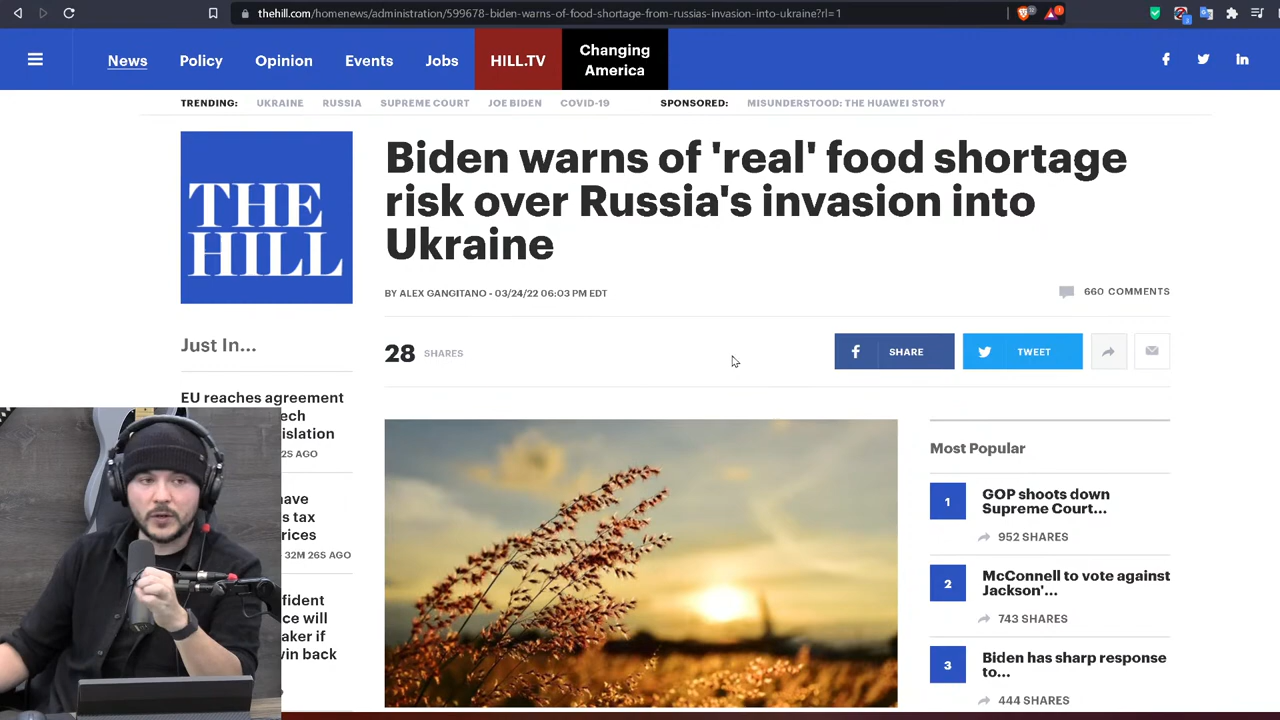 thehill.com/homenews/administration/599678-biden-warns-of-food-shortage-from-russias-invasion-into-ukraine?rl=1
News
Policy
Opinion
Events
Jobs
HILL.TV
Changing
America
TRENDING:
UKRAINE
RUSSIA
SUPREME COURT
JOE BIDEN
COVID-19
SPONSORED:
MISUNDERSTOOD: THE HUAWEI STORY
THE
HILL
Biden warns of 'real' food shortage
risk over Russia's invasion into
Ukraine
BY ALEX GANGITANO - 03/24/22 06:03 PM EDT
660 COMMENTS
28 SHARES
SHARE
TWEET
Just In...
EU reaches agreement
ech
islation
2S AGO
have
s tax
rices
32M 26S AGO
fident
ce will
aker if
win back
Most Popular
1
GOP shoots down
Supreme Court...
952 SHARES
2
McConnell to vote against
Jackson'...
743 SHARES
3
Biden has sharp response
to...
444 SHARES